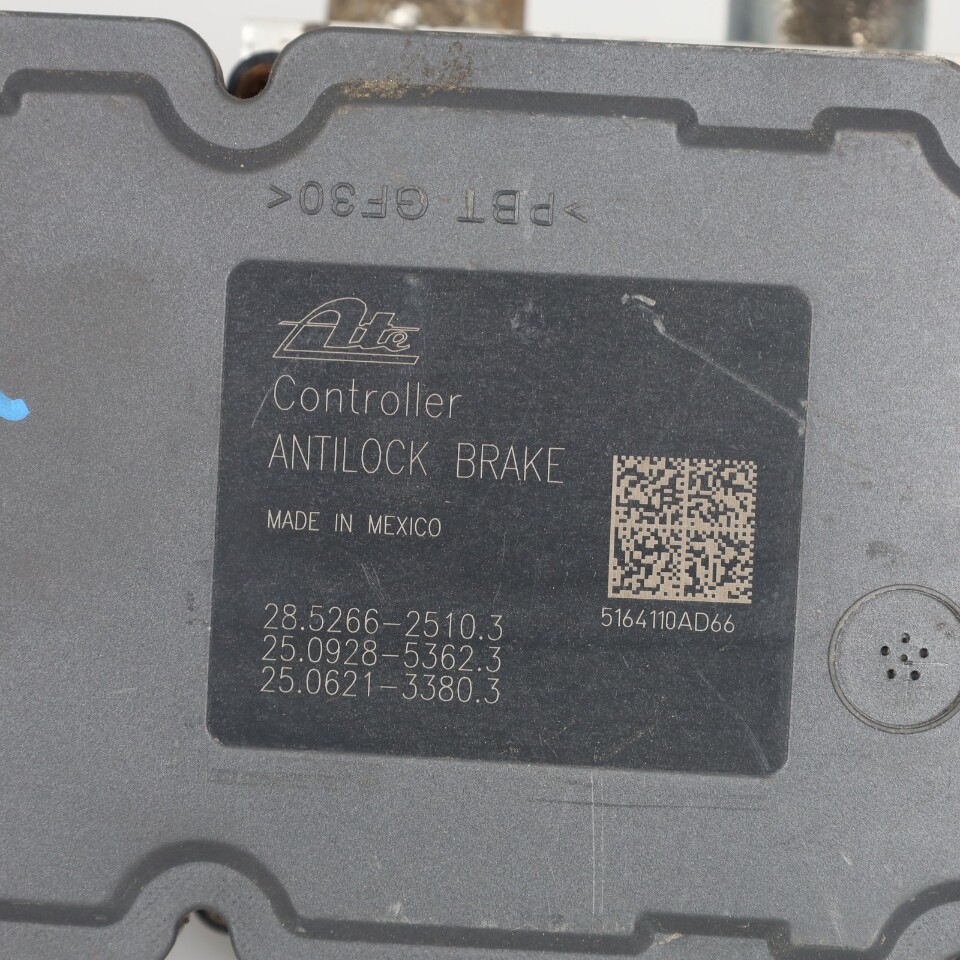 >PBT GF30<
Ate
Controller
ANTILOCK BRAKE
MADE IN MEXICO
5164110AD66
28.5266-2510.3
25.0928-5362.3
25.0621-3380.3